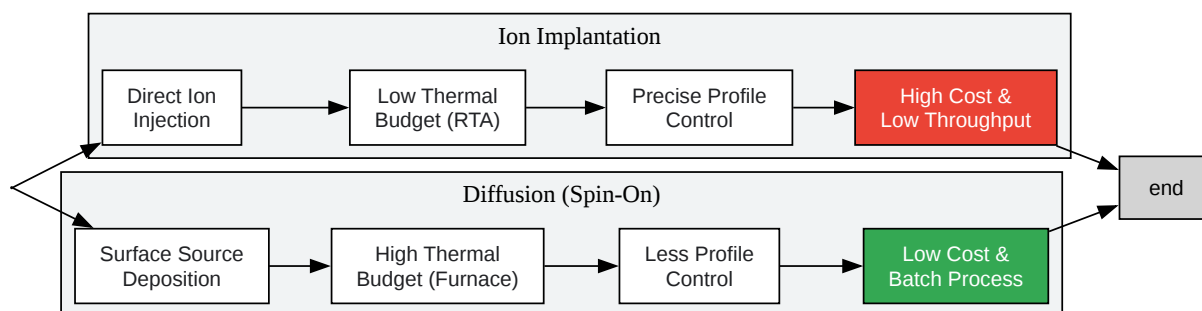 Ion Implantation
Direct Ion
Injection
Low Thermal
Budget (RTA)
Precise Profile
Control
High Cost &
Low Throughput
end
Diffusion (Spin-On)
Surface Source
Deposition
High Thermal
Budget (Furnace)
Less Profile
Control
Low Cost &
Batch Process